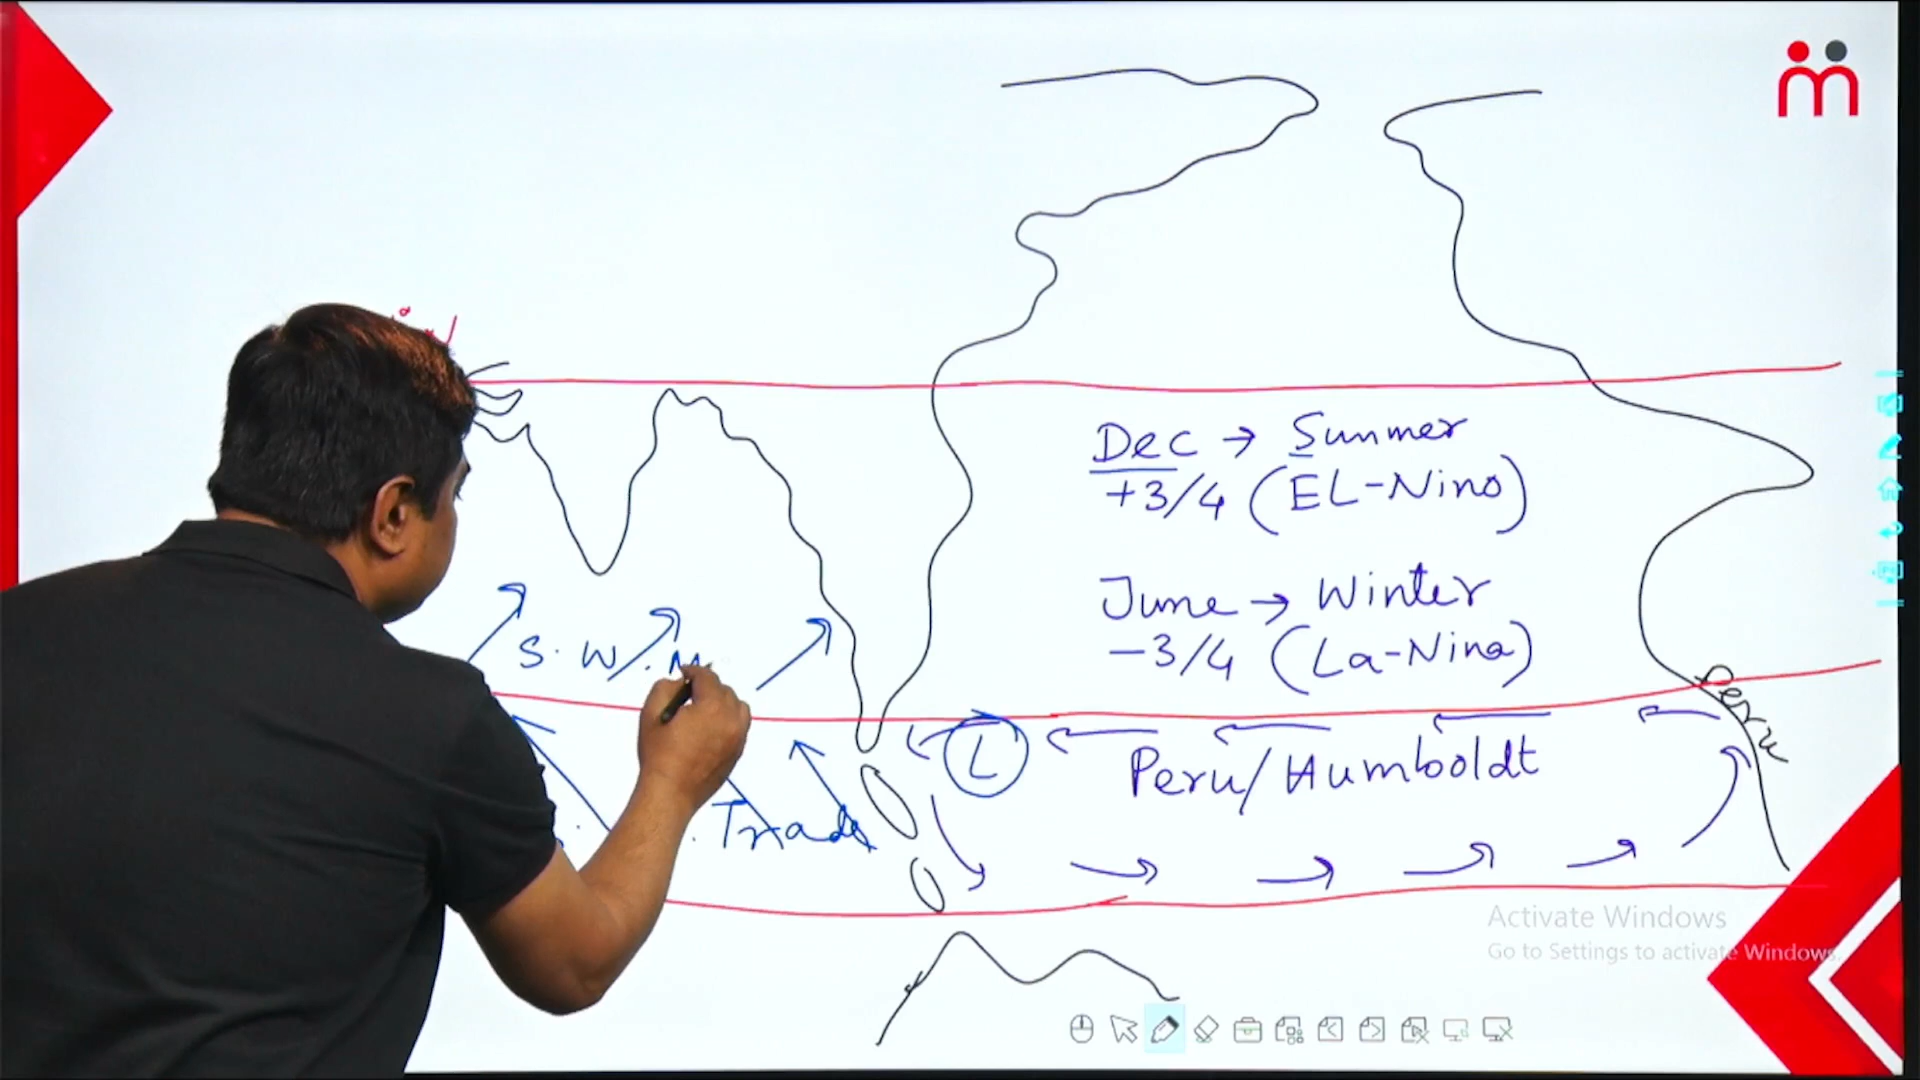 Dec → Summer
+3/4 (EL-Nino)
June → Winter
-3/4 (La-Nina)
S. W. M
Peru
L
Peru/Humboldt
. Trade
Activate Windows
Go to Settings to activate Windows.